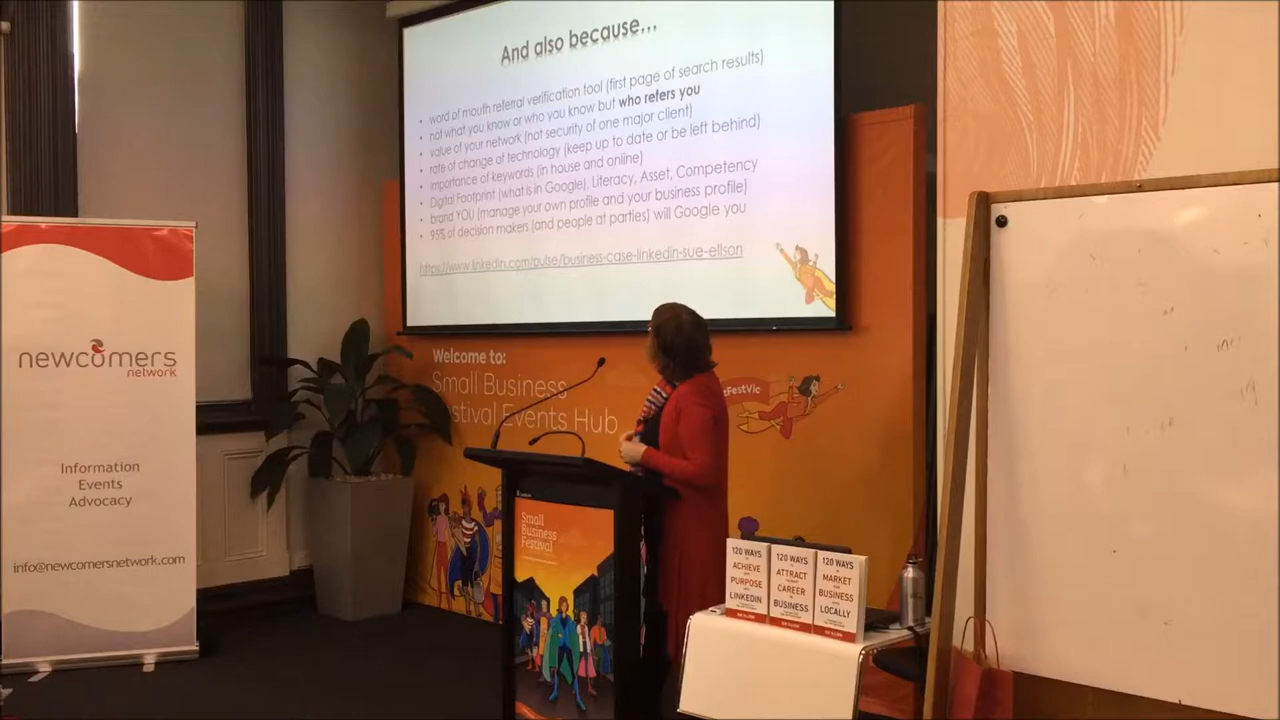 And also because...
• word of mouth referral verification tool (first page of search results)
• not what you know or who you know but who refers you
• value of your network (not security of one major client)
• rate of change of technology (keep up to date or be left behind)
• importance of keywords (in house and online)
• Digital Footprint (what is in Google), Literacy, Asset, Competency
• brand YOU (manage your own profile and your business profile)
• 95% of decision makers (and people at parties) will Google you
https://www.linkedin.com/pulse/business-case-linkedin-sue-ellson
newcomers
network
Information
Events
Advocacy
info@newcomersnetwork.com
Welcome to:
Small Business
estival Events Hub
FestVic
Small
Business
Festival
120 WAYS
ACHIEVE
PURPOSE
LINKEDIN
120 WAYS
ATTRACT
CAREER
BUSINESS
120 WAYS
MARKET
BUSINESS
LOCALLY